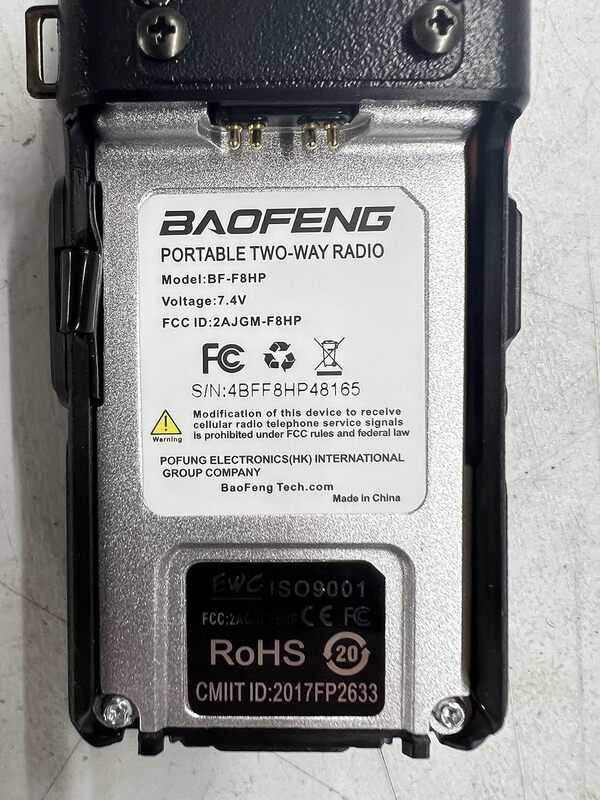 BAOFENG
PORTABLE TWO-WAY RADIO
Model:BF-F8HP
Voltage:7.4V
FCC ID:2AJGM-F8HP
FC
S/N:4BFF8HP48165
Warning
Modification of this device to receive
cellular radio telephone service signals
is prohibited under FCC rules and federal law
POFUNG ELECTRONICS(HK) INTERNATIONAL
GROUP COMPANY
BaoFeng Tech.com
Made in China
EWC ISO9001
CE FC
RoHS 20
CMIIT ID:2017FP2633